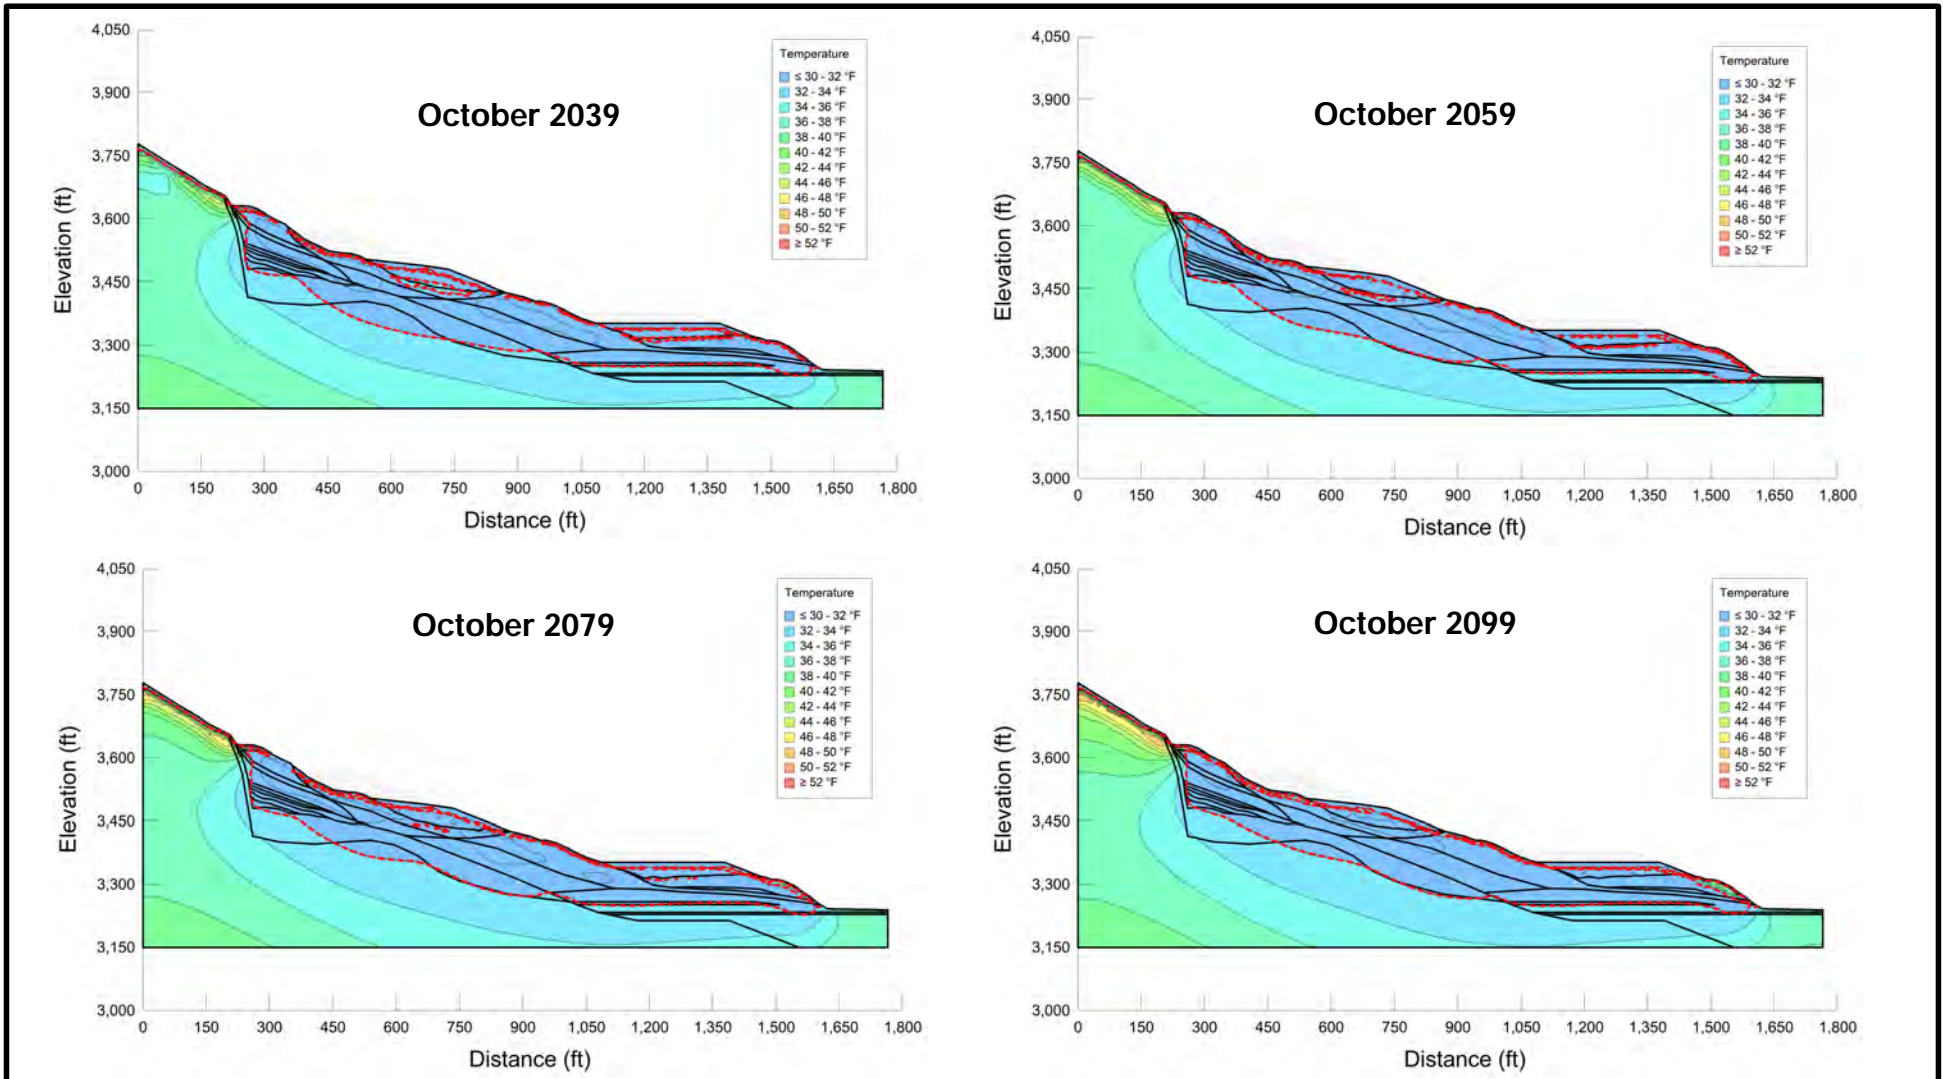 October 2039
Elevation (ft)
4,050
3,900
3,750
3,600
3,450
3,300
3,150
3,000
0 150 300 450 600 750 900 1,050 1,200 1,350 1,500 1,650 1,800
Distance (ft)
Temperature
≤ 30 - 32 °F
32 - 34 °F
34 - 36 °F
36 - 38 °F
38 - 40 °F
40 - 42 °F
42 - 44 °F
44 - 46 °F
46 - 48 °F
48 - 50 °F
50 - 52 °F
≥ 52 °F
October 2059
Elevation (ft)
4,050
3,900
3,750
3,600
3,450
3,300
3,150
3,000
0 150 300 450 600 750 900 1,050 1,200 1,350 1,500 1,650 1,800
Distance (ft)
Temperature
≤ 30 - 32 °F
32 - 34 °F
34 - 36 °F
36 - 38 °F
38 - 40 °F
40 - 42 °F
42 - 44 °F
44 - 46 °F
46 - 48 °F
48 - 50 °F
50 - 52 °F
≥ 52 °F
October 2079
Elevation (ft)
4,050
3,900
3,750
3,600
3,450
3,300
3,150
3,000
0 150 300 450 600 750 900 1,050 1,200 1,350 1,500 1,650 1,800
Distance (ft)
Temperature
≤ 30 - 32 °F
32 - 34 °F
34 - 36 °F
36 - 38 °F
38 - 40 °F
40 - 42 °F
42 - 44 °F
44 - 46 °F
46 - 48 °F
48 - 50 °F
50 - 52 °F
≥ 52 °F
October 2099
Elevation (ft)
4,050
3,900
3,750
3,600
3,450
3,300
3,150
3,000
0 150 300 450 600 750 900 1,050 1,200 1,350 1,500 1,650 1,800
Distance (ft)
Temperature
≤ 30 - 32 °F
32 - 34 °F
34 - 36 °F
36 - 38 °F
38 - 40 °F
40 - 42 °F
42 - 44 °F
44 - 46 °F
46 - 48 °F
48 - 50 °F
50 - 52 °F
≥ 52 °F